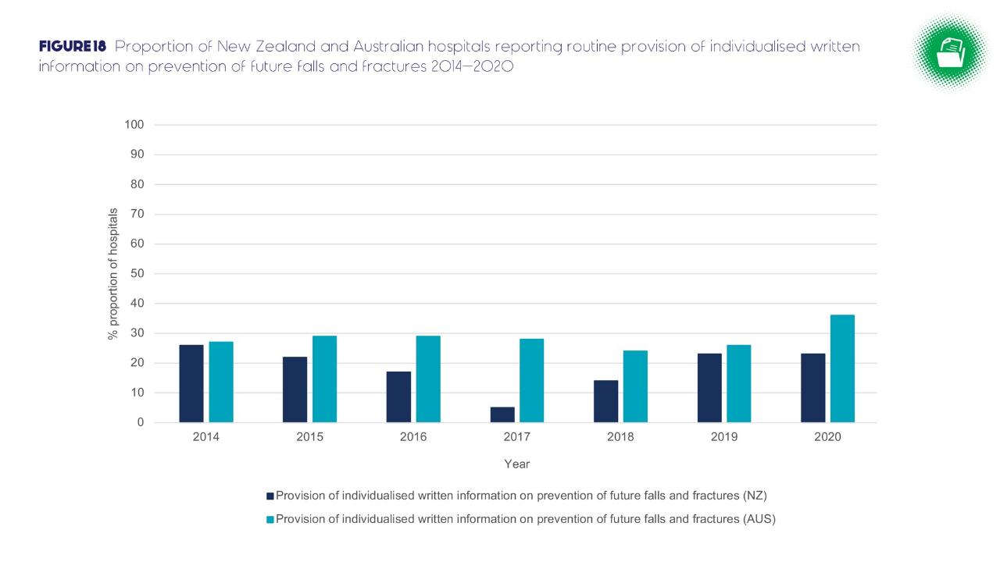 FIGURE18 Proportion of New Zealand and Australian hospitals reporting routine provision of individualised written
information on prevention of future falls and fractures 2014–2020
% proportion of hospitals
100
90
80
70
60
50
40
30
20
10
0
2014 2015 2016 2017 2018 2019 2020
Year
Provision of individualised written information on prevention of future falls and fractures (NZ)
Provision of individualised written information on prevention of future falls and fractures (AUS)